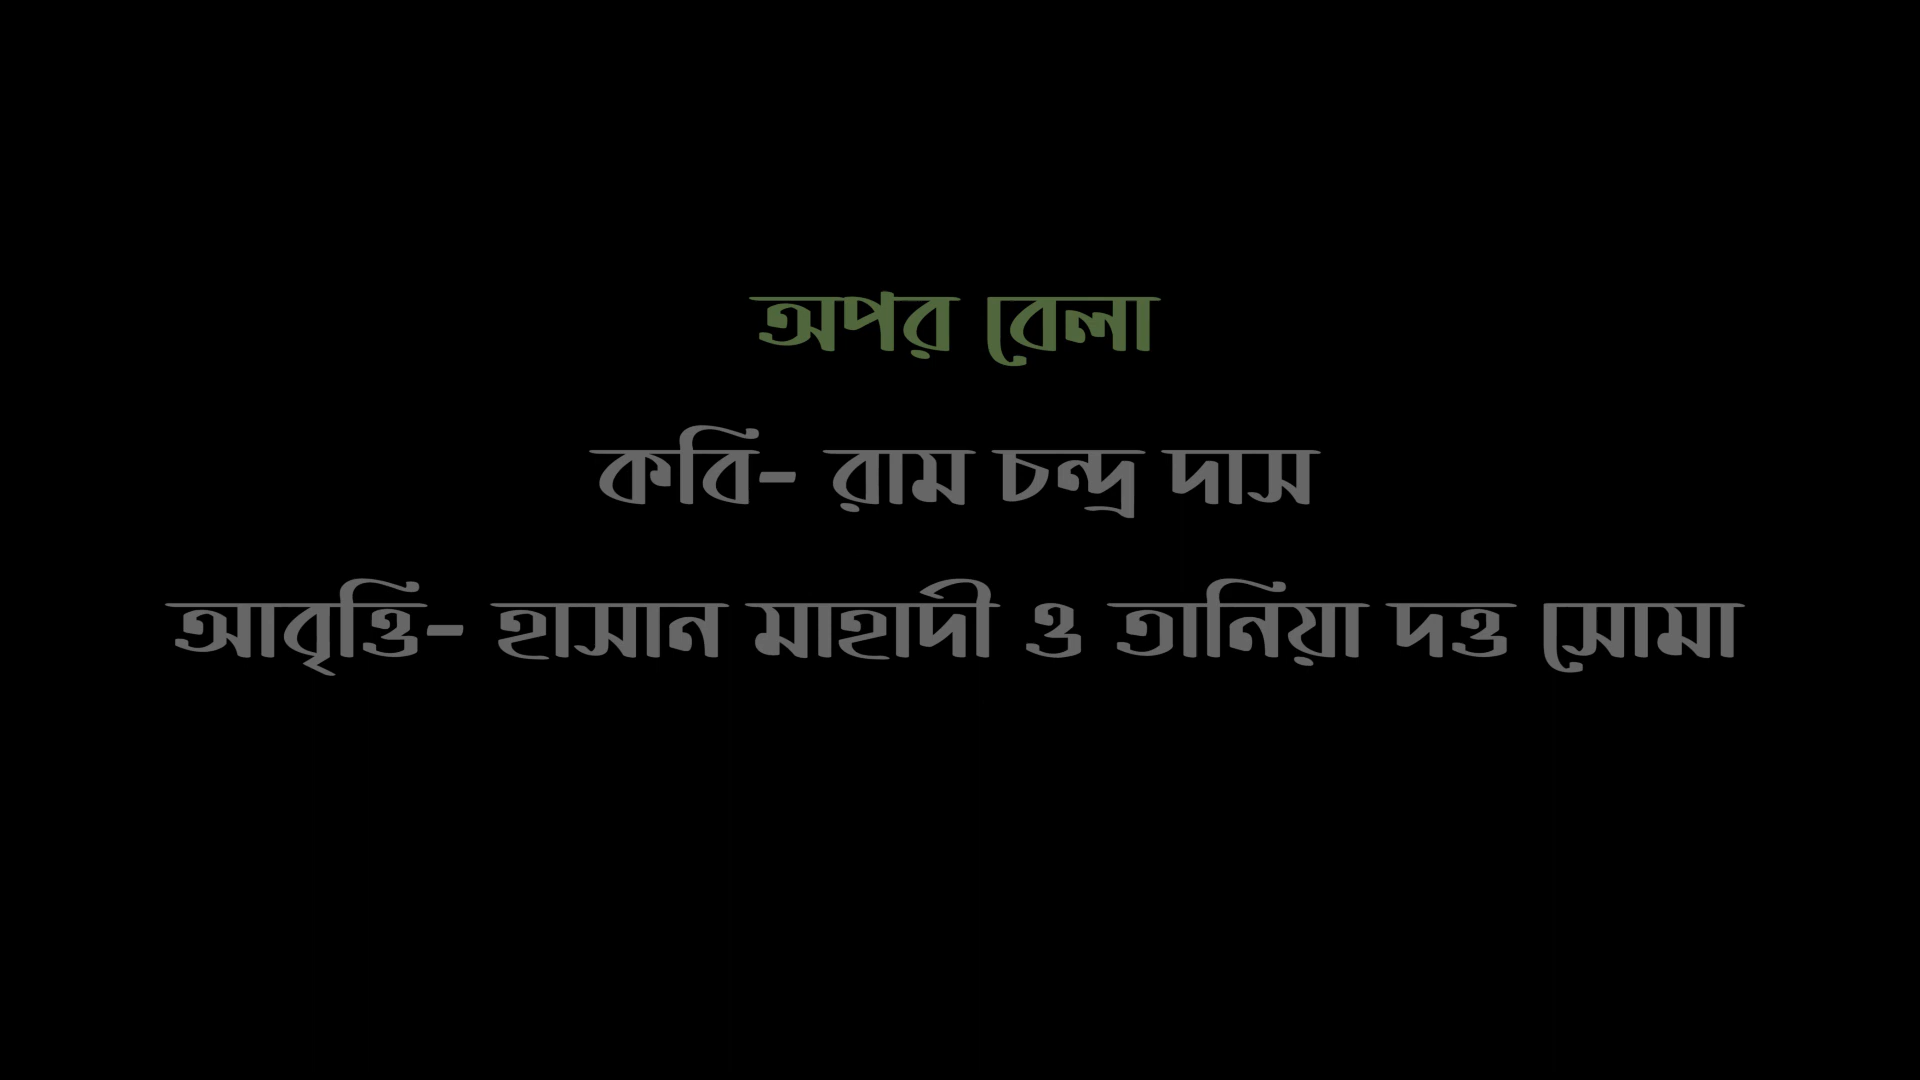 অপর বেলা
কবি- রাম চন্দ্র দাস
আবৃত্তি- হাসান মাহাদী ও তানিয়া দত্ত সোমা